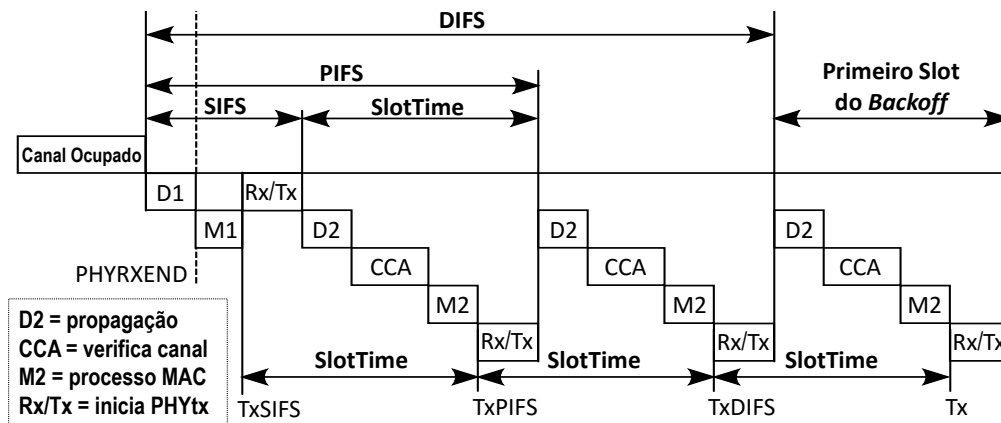 DIFS
PIFS
Primeiro Slot
do Backoff
SIFS
SlotTime
Canal Ocupado
D1
Rx/Tx
M1
D2
D2
D2
PHYRXEND
CCA
CCA
CCA
M2
M2
M2
Rx/Tx
Rx/Tx
Rx/Tx
D2 = propagação
CCA = verifica canal
M2 = processo MAC
Rx/Tx = inicia PHYtx
SlotTime
SlotTime
SlotTime
TxSIFS
TxPIFS
TxDIFS
Tx